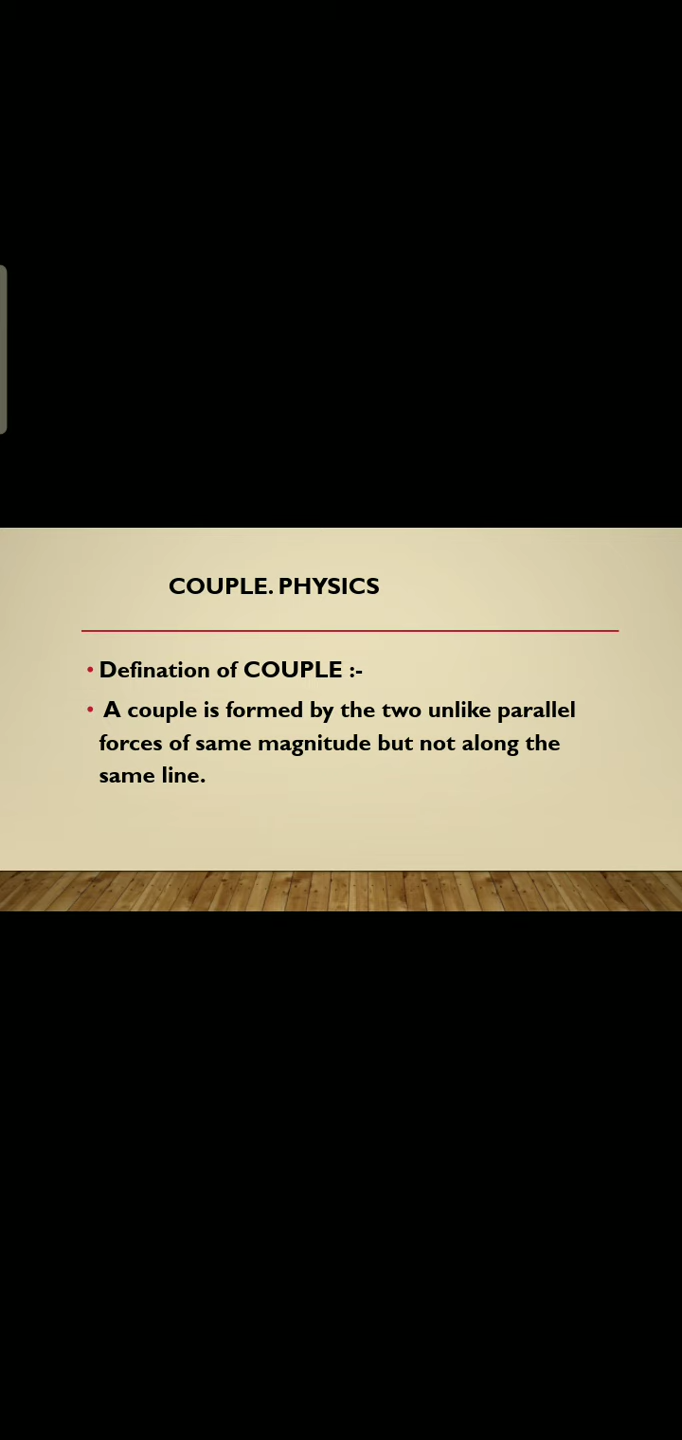 COUPLE. PHYSICS
• Defination of COUPLE :-
• A couple is formed by the two unlike parallel
forces of same magnitude but not along the
same line.